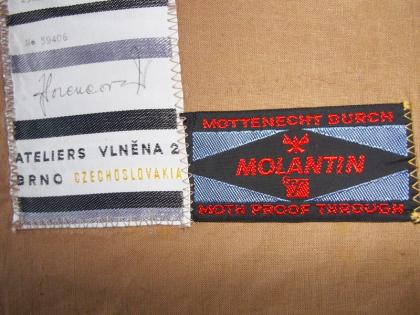 No 59406
ATELIERS VLNĚNA 2
BRNO CZECHOSLOVAKIA
MOTTENECHT DURCH
MOLANTIN
MOTH PROOF THROUGH